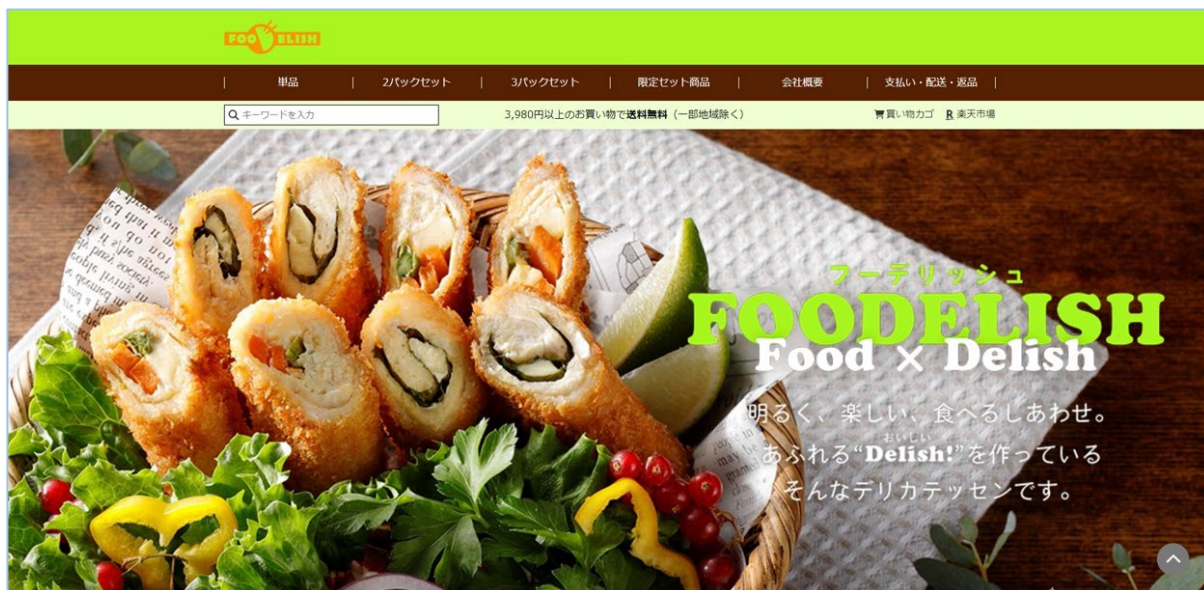 FOODELISH
単品
2パックセット
3パックセット
限定セット商品
会社概要
支払い・配送・返品
キーワードを入力
3,980円以上のお買い物で送料無料（一部地域除く）
買い物カゴ
R 楽天市場
フーデリッシュ
FOODELISH
Food × Delish
明るく、楽しい、食べるしあわせ。
おいしい
あふれる“Delish!”を作っている
そんなデリカテッセンです。